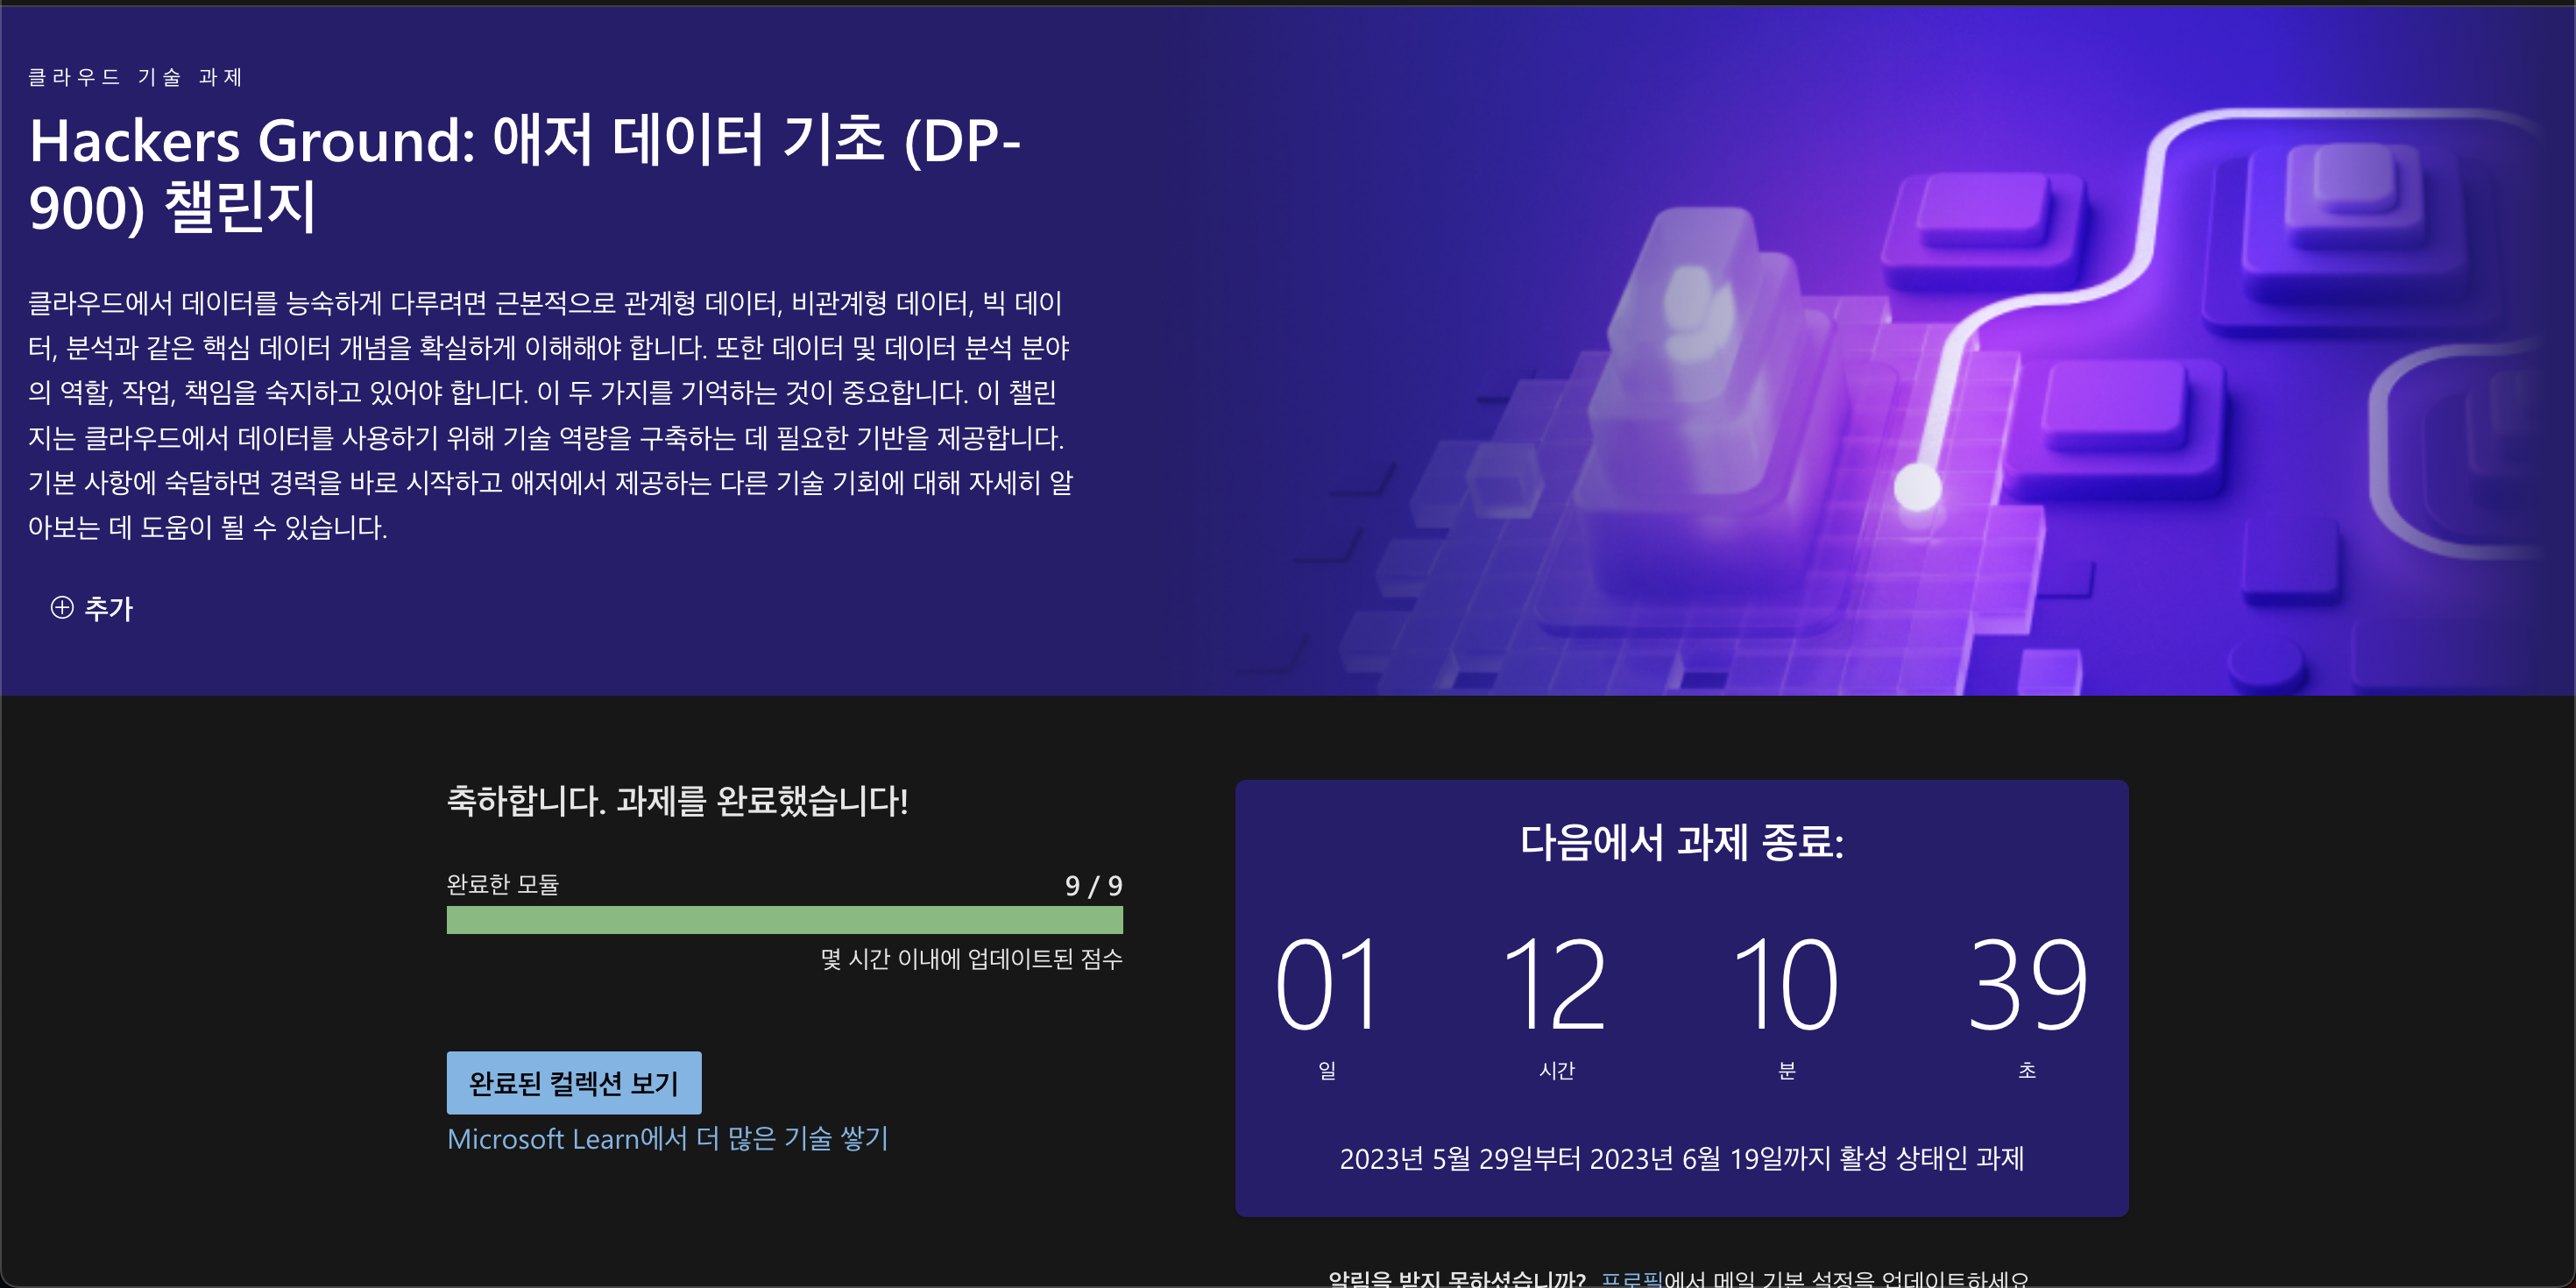 클라우드 기술 과제
Hackers Ground: 애저 데이터 기초 (DP-
900) 챌린지
클라우드에서 데이터를 능숙하게 다루려면 근본적으로 관계형 데이터, 비관계형 데이터, 빅 데이
터, 분석과 같은 핵심 데이터 개념을 확실하게 이해해야 합니다. 또한 데이터 및 데이터 분석 분야
의 역할, 작업, 책임을 숙지하고 있어야 합니다. 이 두 가지를 기억하는 것이 중요합니다. 이 챌린
지는 클라우드에서 데이터를 사용하기 위해 기술 역량을 구축하는 데 필요한 기반을 제공합니다.
기본 사항에 숙달하면 경력을 바로 시작하고 애저에서 제공하는 다른 기술 기회에 대해 자세히 알
아보는 데 도움이 될 수 있습니다.
추가
축하합니다. 과제를 완료했습니다!
완료한 모듈 9 / 9
몇 시간 이내에 업데이트된 점수
완료된 컬렉션 보기
Microsoft Learn에서 더 많은 기술 쌓기
다음에서 과제 종료:
01 12 10 39
일 시간 분 초
2023년 5월 29일부터 2023년 6월 19일까지 활성 상태인 과제
알림을 받지 못하셨습니까? 프로필에서 메일 기본 설정을 업데이트하세요